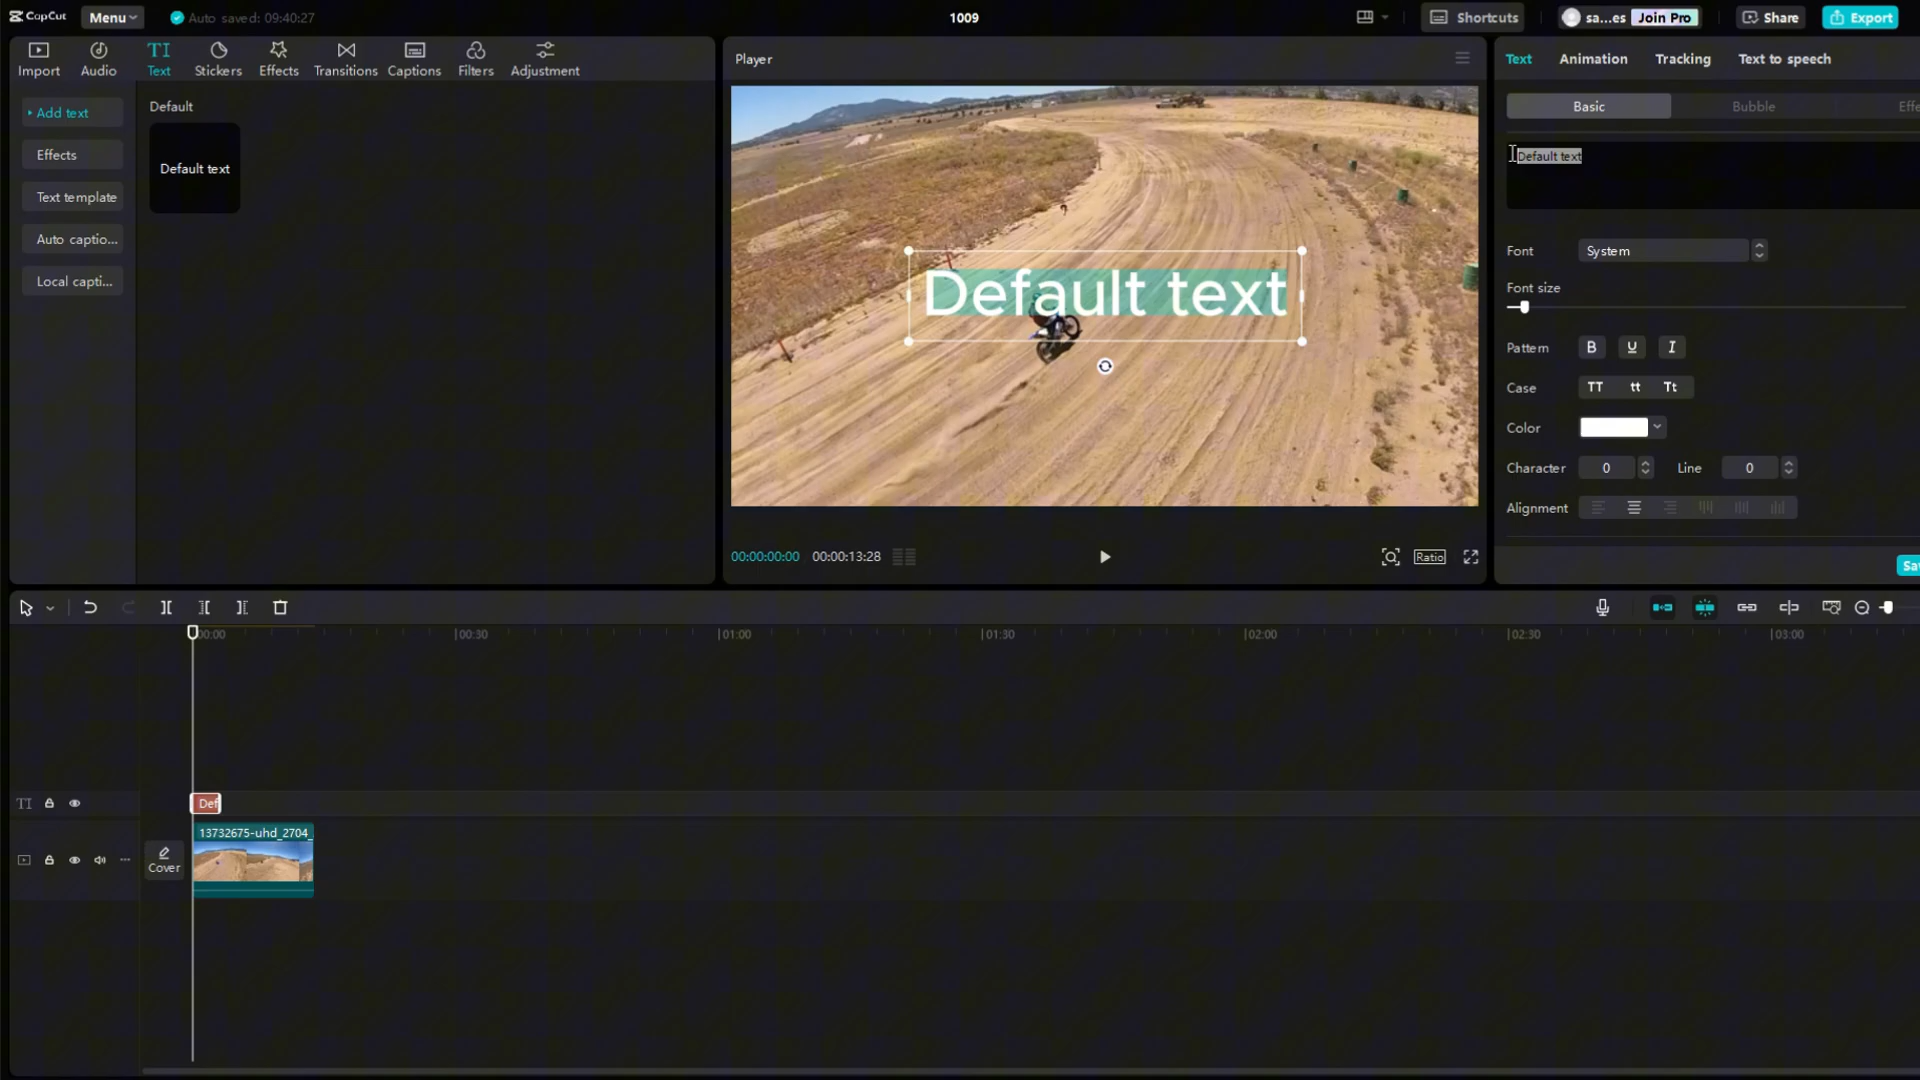 CapCut
Menu
Auto saved: 09:40:27
1009
Shortcuts
sa...es
Join Pro
Share
Export
Import
Audio
TI
Text
Stickers
Effects
Transitions
Captions
Filters
Adjustment
Add text
Effects
Text template
Auto captio...
Local capti...
Default
Default text
Player
Default text
00:00:00:00
00:00:13:28
Ratio
Text
Animation
Tracking
Text to speech
Basic
Bubble
Effe
Default text
Font
System
Font size
Pattern
B
U
I
Case
TT
tt
Tt
Color
Character
0
Line
0
Alignment
Sav
00:00
00:30
01:00
01:30
02:00
02:30
03:00
TI
Def
13732675-uhd_2704_
Cover